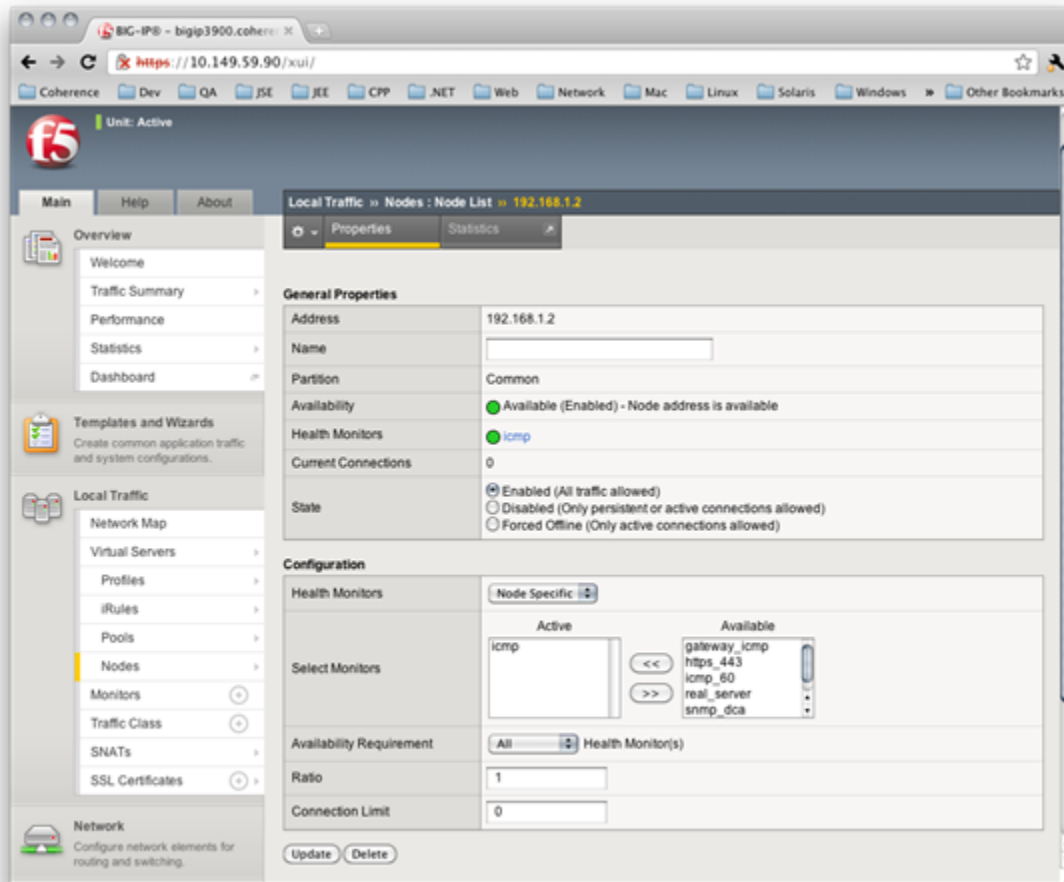 BIG-IP® - bigip3900.cohere
https://10.149.59.90/xui/
Coherence Dev QA JSE JEE CPP .NET Web Network Mac Linux Solaris Windows » Other Bookmarks
f5
Unit: Active
Main Help About
Local Traffic » Nodes : Node List » 192.168.1.2
Properties Statistics
Overview
Welcome
Traffic Summary
Performance
Statistics
Dashboard
Templates and Wizards
Create common application traffic
and system configurations.
Local Traffic
Network Map
Virtual Servers
Profiles
iRules
Pools
Nodes
Monitors
Traffic Class
SNATs
SSL Certificates
Network
Configure network elements for
routing and switching.
General Properties
Address 192.168.1.2
Name
Partition Common
Availability Available (Enabled) - Node address is available
Health Monitors icmp
Current Connections 0
State
Enabled (All traffic allowed)
Disabled (Only persistent or active connections allowed)
Forced Offline (Only active connections allowed)
Configuration
Health Monitors Node Specific
Select Monitors
Active
icmp
<<
>>
Available
gateway_icmp
https_443
icmp_60
real_server
snmp_dca
Availability Requirement All Health Monitor(s)
Ratio 1
Connection Limit 0
Update Delete